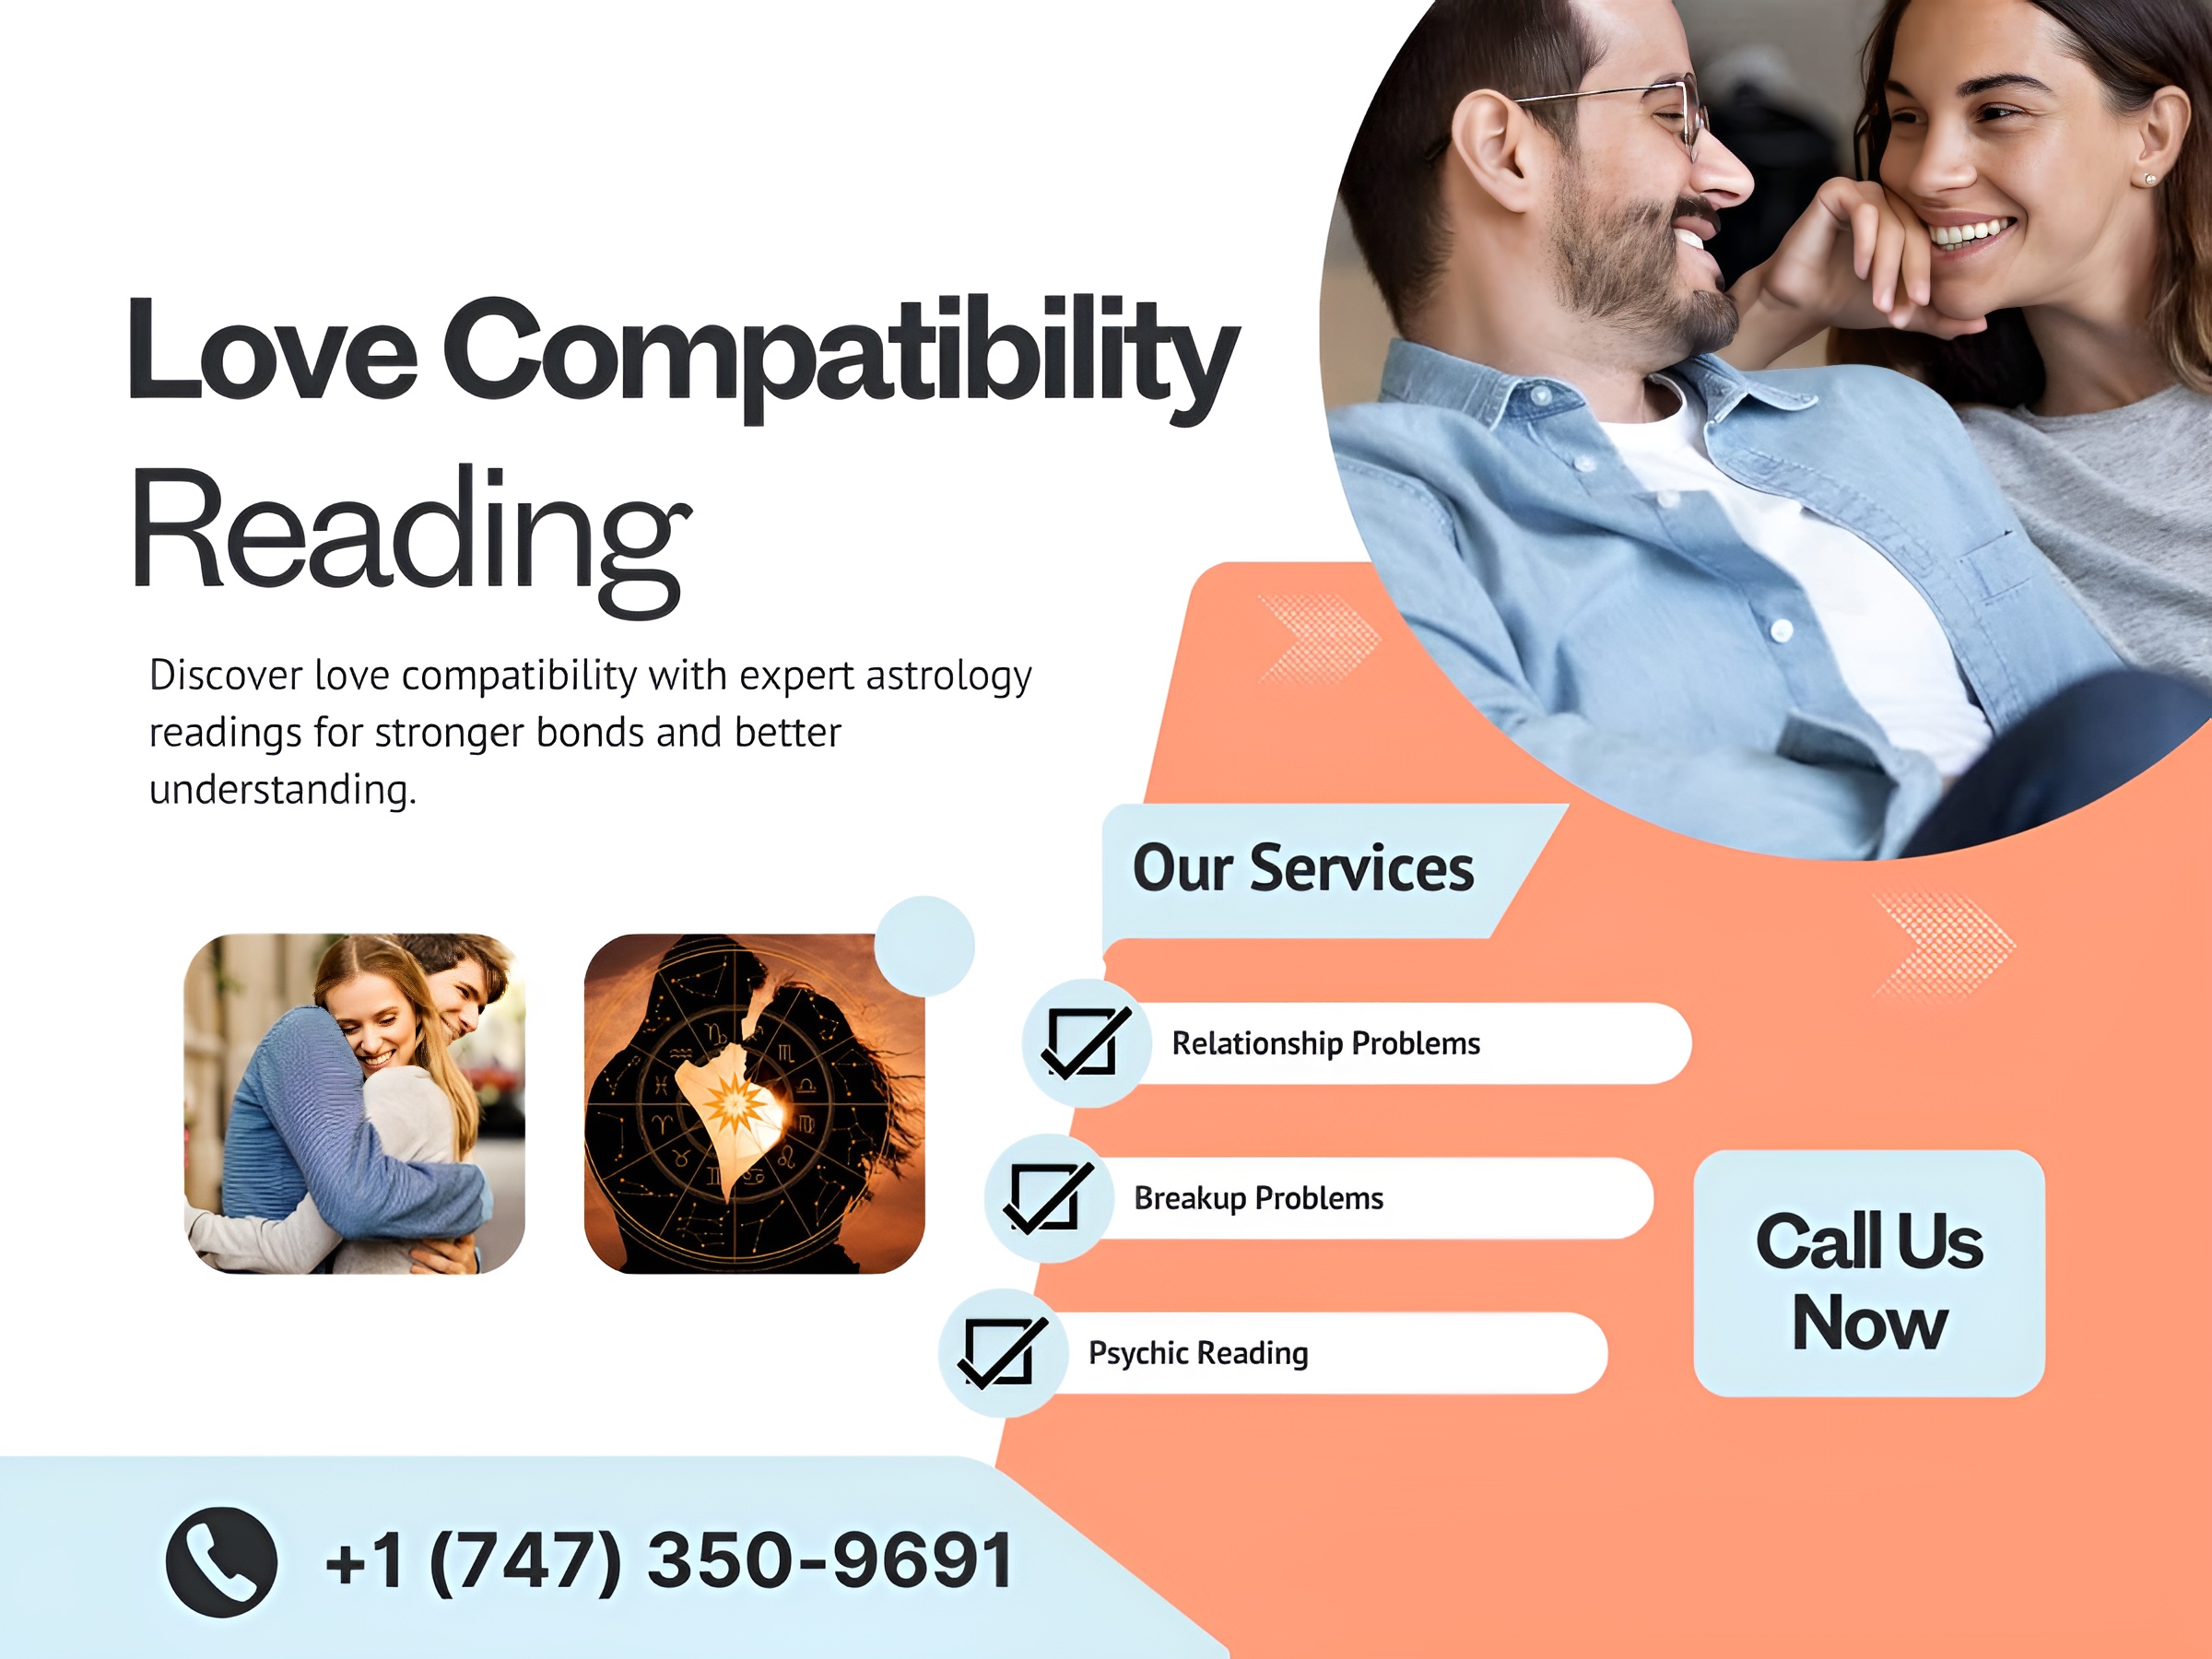 Love Compatibility
Reading
Discover love compatibility with expert astrology
readings for stronger bonds and better
understanding.
Our Services
Relationship Problems
Breakup Problems
Psychic Reading
Call Us
Now
+1 (747) 350-9691